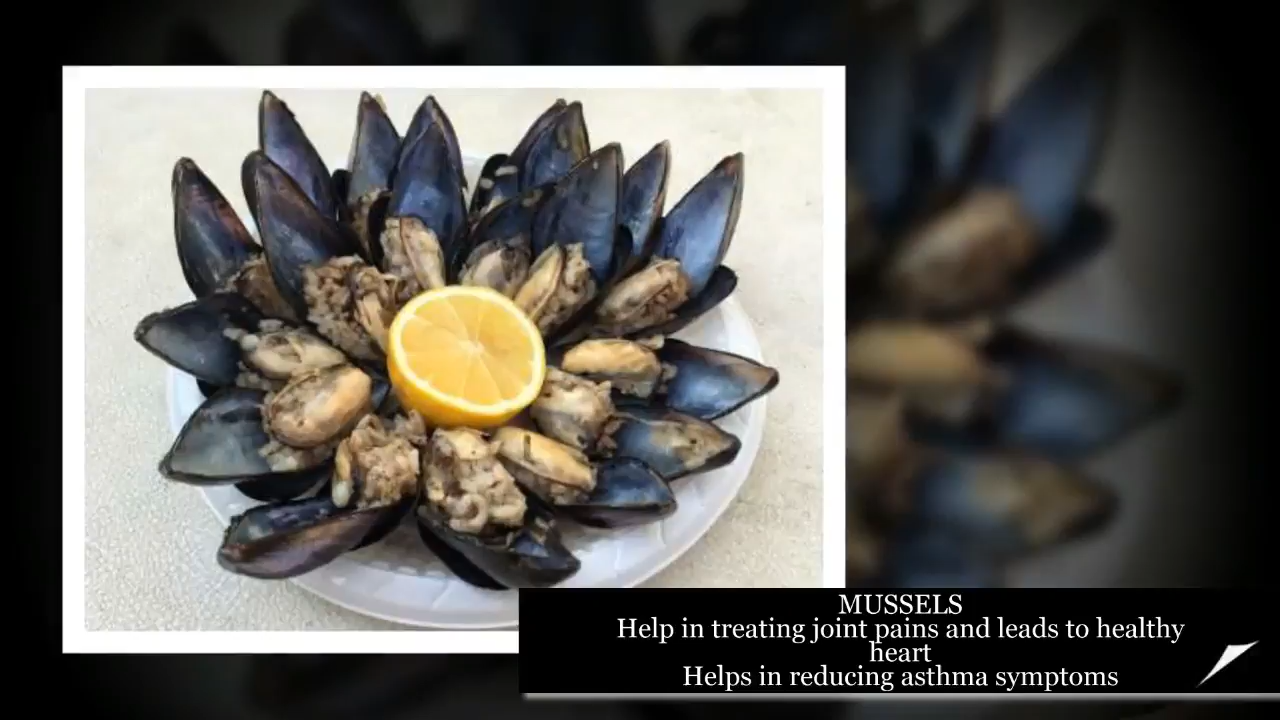 MUSSELS
Help in treating joint pains and leads to healthy
heart
Helps in reducing asthma symptoms